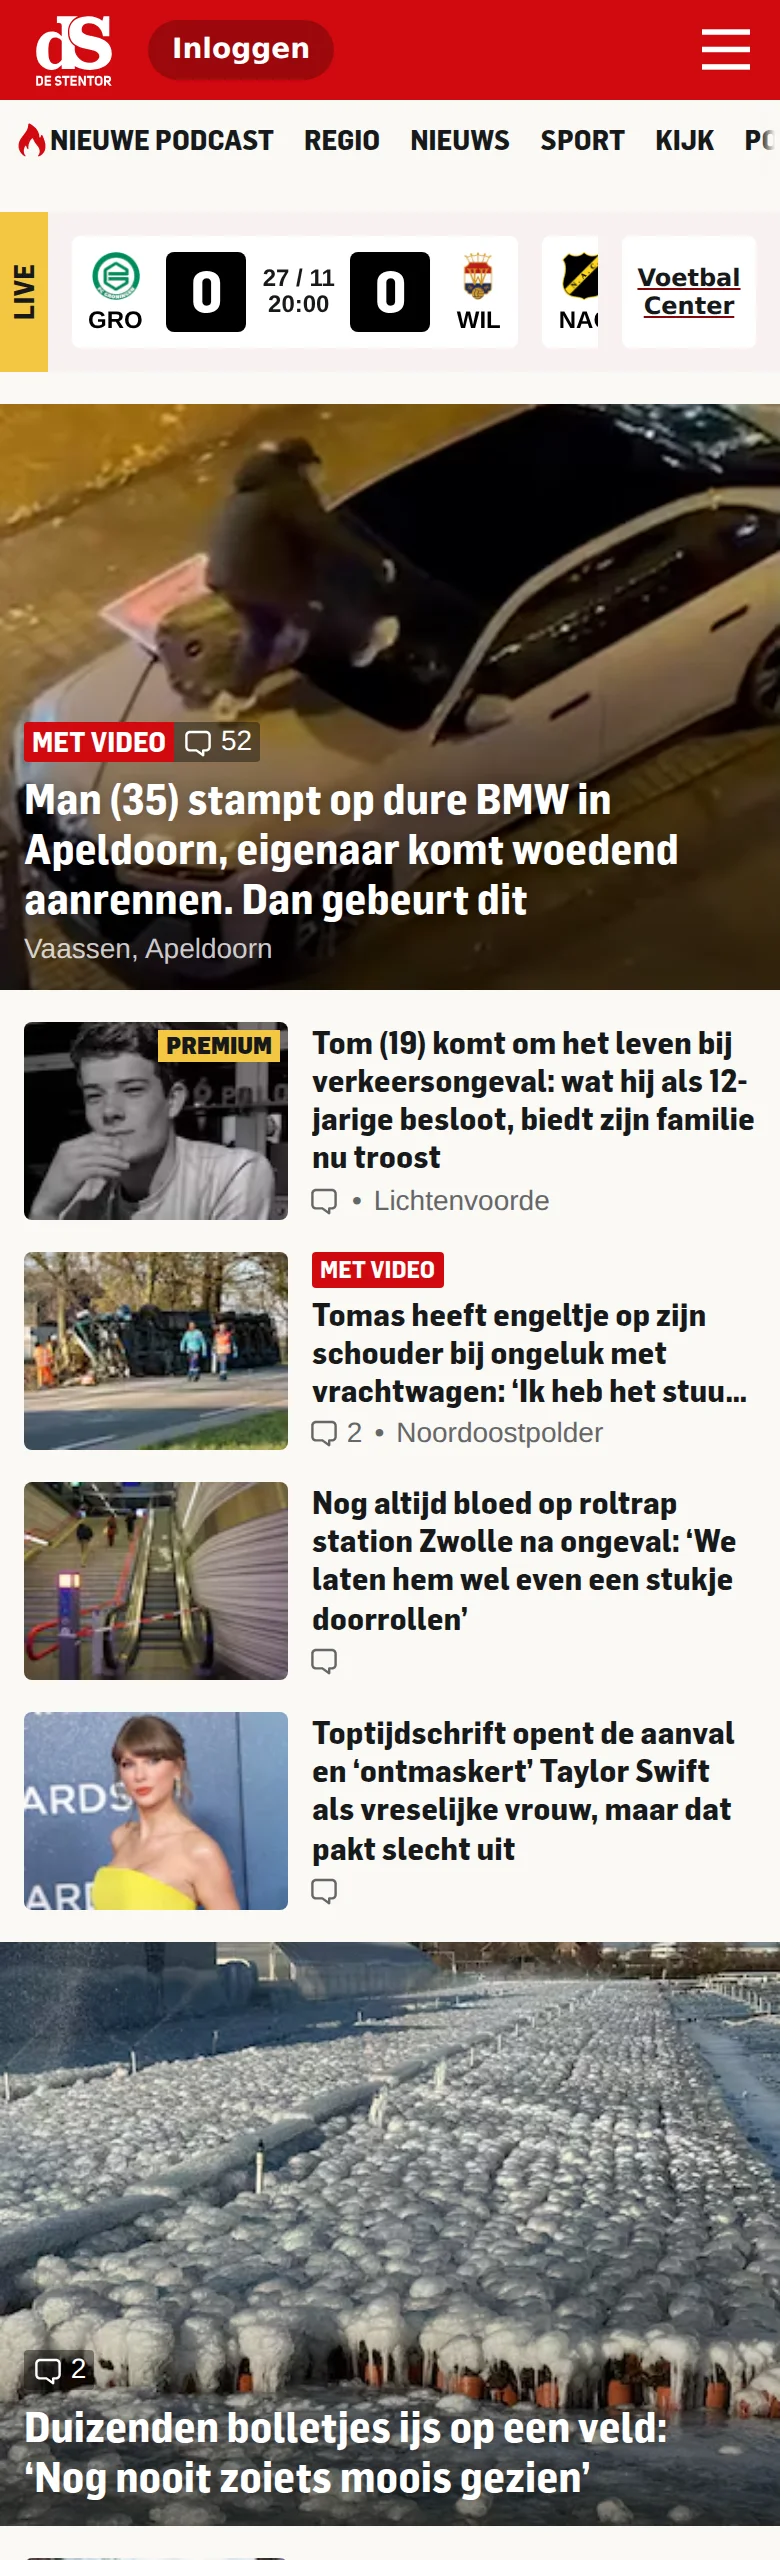 dS
DE STENTOR
Inloggen
NIEUWE PODCAST REGIO NIEUWS SPORT KIJK
LIVE
GRO
0
27 / 11
20:00
0
WIL
NAC
Voetbal
Center
MET VIDEO 52
Man (35) stampt op dure BMW in
Apeldoorn, eigenaar komt woedend
aanrennen. Dan gebeurt dit
Vaassen, Apeldoorn
PREMIUM
Tom (19) komt om het leven bij
verkeersongeval: wat hij als 12-
jarige besloot, biedt zijn familie
nu troost
• Lichtenvoorde
MET VIDEO
Tomas heeft engeltje op zijn
schouder bij ongeluk met
vrachtwagen: ‘Ik heb het stuu...
2 • Noordoostpolder
Nog altijd bloed op roltrap
station Zwolle na ongeval: ‘We
laten hem wel even een stukje
doorrollen’
ARDS
Toptijdschrift opent de aanval
en ‘ontmaskert’ Taylor Swift
als vreselijke vrouw, maar dat
pakt slecht uit
2
Duizenden bolletjes ijs op een veld:
‘Nog nooit zoiets moois gezien’